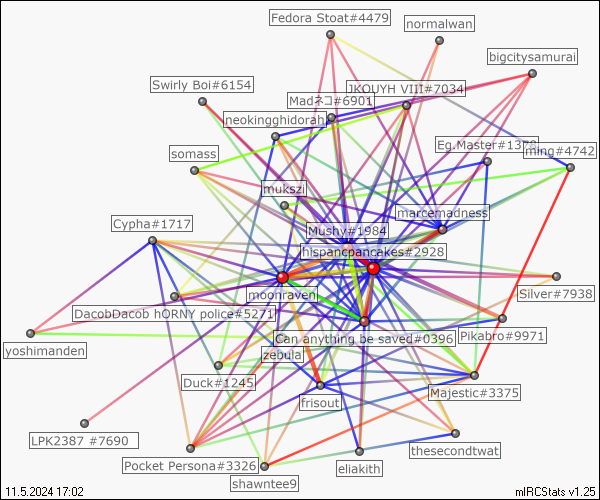 Fedora Stoat#4479
normalwan
bigcitysamurai
Swirly Boi#6154
JKOUYH VIII#7034
Madネコ#6901
neokingghidorah
Eg.Master#1378
ming#4742
somass
mukszi
marcemadness
Cypha#1717
Mushy#1984
hispancpancakes#2928
moonraven
Silver#7938
DacobDacob hORNY police#5271
Pikabro#9971
Can anything be saved#0396
yoshimanden
zebula
Duck#1245
Majestic#3375
frisout
LPK2387 #7690
thesecondtwat
Pocket Persona#3326
eliakith
shawntee9
11.5.2024 17:02
mIRCStats v1.25